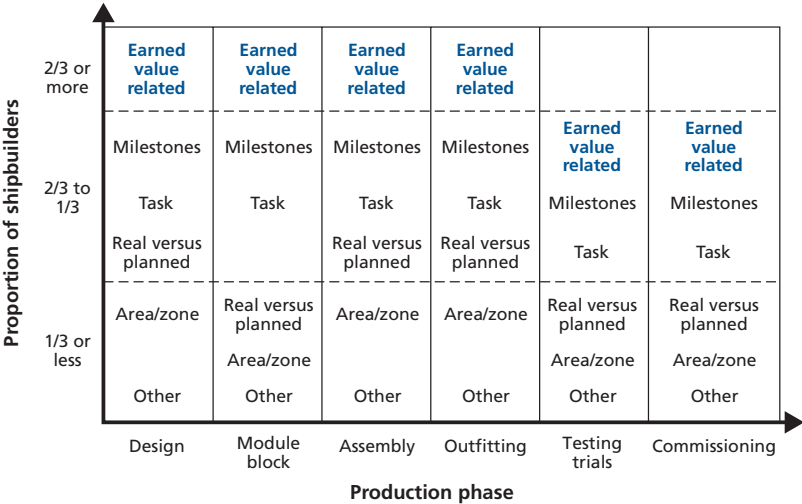 Proportion of shipbuilders
2/3 or
more
Earned
value
related
Earned
value
related
Earned
value
related
Earned
value
related
2/3 to
1/3
Milestones
Task
Real versus
planned
Milestones
Task
Milestones
Task
Real versus
planned
Milestones
Task
Real versus
planned
Earned
value
related
Milestones
Task
Earned
value
related
Milestones
Task
1/3 or
less
Area/zone
Other
Real versus
planned
Area/zone
Other
Area/zone
Other
Area/zone
Other
Real versus
planned
Area/zone
Other
Real versus
planned
Area/zone
Other
Design
Module
block
Assembly
Outfitting
Testing
trials
Commissioning
Production phase